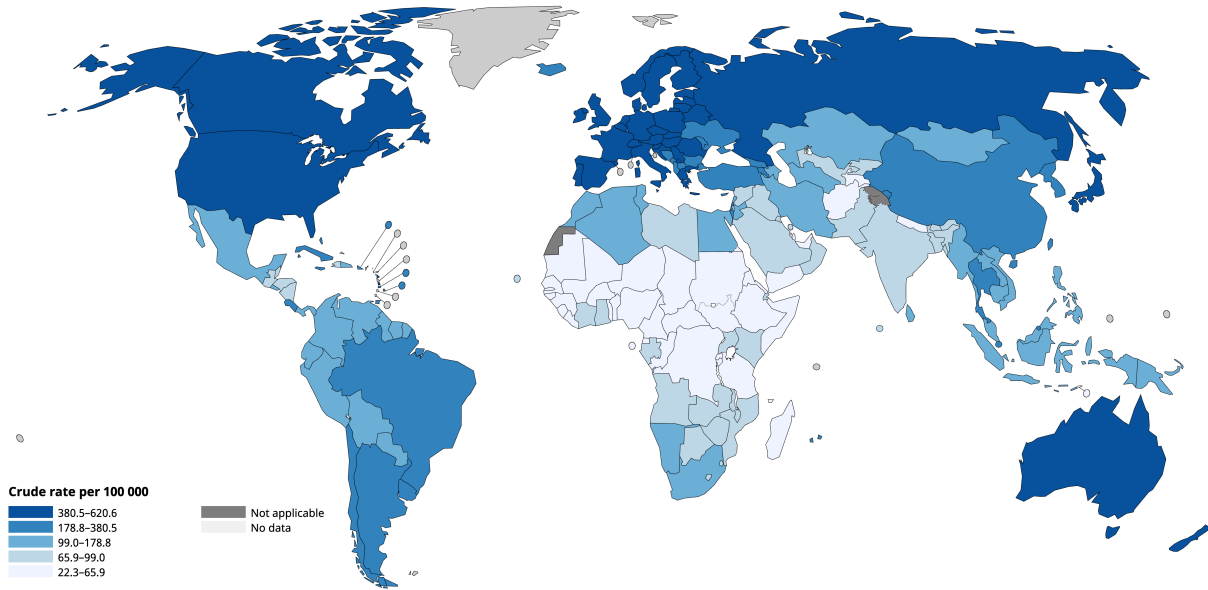 Crude rate per 100 000
380.5–620.6
178.8–380.5
99.0–178.8
65.9–99.0
22.3–65.9
Not applicable
No data